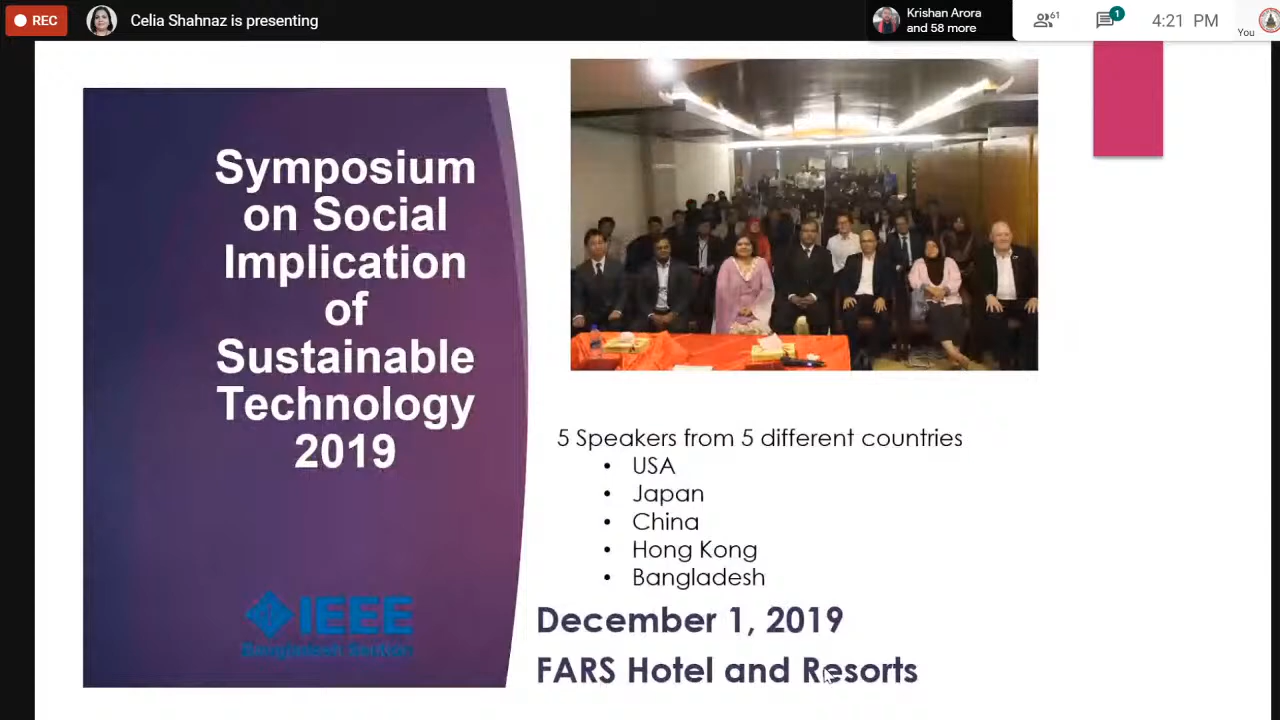 REC
Celia Shahnaz is presenting
Krishan Arora
and 58 more
61
1
4:21 PM
You
Symposium
on Social
Implication
of
Sustainable
Technology
2019
IEEE
Bangladesh Section
5 Speakers from 5 different countries
• USA
• Japan
• China
• Hong Kong
• Bangladesh
December 1, 2019
FARS Hotel and Resorts